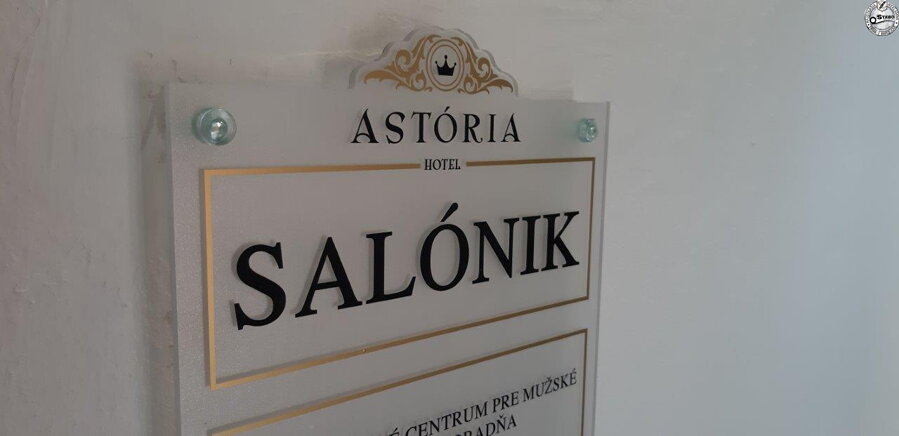 ASTÓRIA
HOTEL
SALÓNIK
CENTRUM PRE MUŽSKÉ